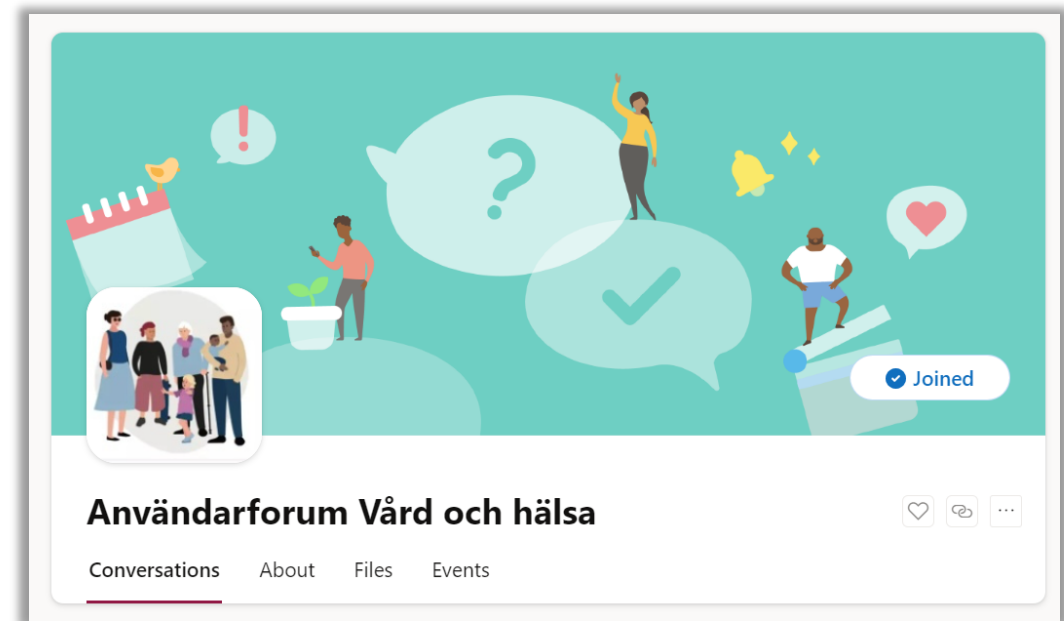 Joined
Användarforum Vård och hälsa
Conversations About Files Events